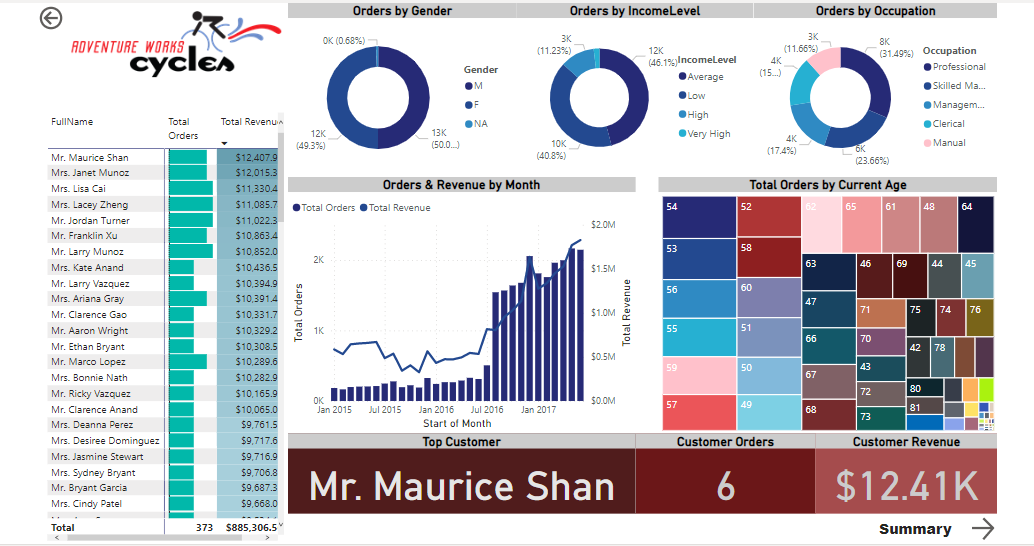 ADVENTURE WORKS
cycles
Orders by Gender
0K (0.68%)
12K
(49.3%)
13K
(50.0...)
Gender
M
F
NA
Orders by IncomeLevel
3K
(11.23%)
12K
(46.1%)
10K
(40.8%)
IncomeLevel
Average
Low
High
Very High
Orders by Occupation
3K
(11.66%)
8K
(31.49%)
4K
(15...)
4K
(17.4%)
6K
(23.66%)
Occupation
Professional
Skilled Ma...
Managem...
Clerical
Manual
FullName Total Orders Total Revenu
Mr. Maurice Shan $12,407.9
Mrs. Janet Munoz $12,015.3
Mrs. Lisa Cai $11,330.4
Mrs. Lacey Zheng $11,085.7
Mr. Jordan Turner $11,022.3
Mr. Franklin Xu $10,863.4
Mr. Larry Munoz $10,852.0
Mrs. Kate Anand $10,436.5
Mr. Larry Vazquez $10,394.9
Mrs. Ariana Gray $10,391.4
Mr. Clarence Gao $10,331.7
Mr. Aaron Wright $10,329.2
Mr. Ethan Bryant $10,308.5
Mr. Marco Lopez $10,289.6
Mrs. Bonnie Nath $10,282.9
Mr. Ricky Vazquez $10,165.9
Mr. Clarence Anand $10,065.0
Mrs. Deanna Perez $9,761.5
Mrs. Desiree Dominguez $9,717.6
Mrs. Jasmine Stewart $9,716.9
Mrs. Sydney Bryant $9,706.8
Mr. Bryant Garcia $9,687.3
Mrs. Cindy Patel $9,668.0
Total 373 $885,306.5
Orders & Revenue by Month
Total Orders Total Revenue
Total Orders
2K
1K
0K
$2.0M
$1.5M
$1.0M
$0.5M
$0.0M
Total Revenue
Jan 2015 Jul 2015 Jan 2016 Jul 2016 Jan 2017
Start of Month
Total Orders by Current Age
54
53
56
55
59
57
52
58
60
51
50
49
62
65
61
48
64
63
47
66
67
68
46
69
44
45
71
70
43
72
73
75
74
76
42
78
80
81
Top Customer
Mr. Maurice Shan
Customer Orders
6
Customer Revenue
$12.41K
Summary